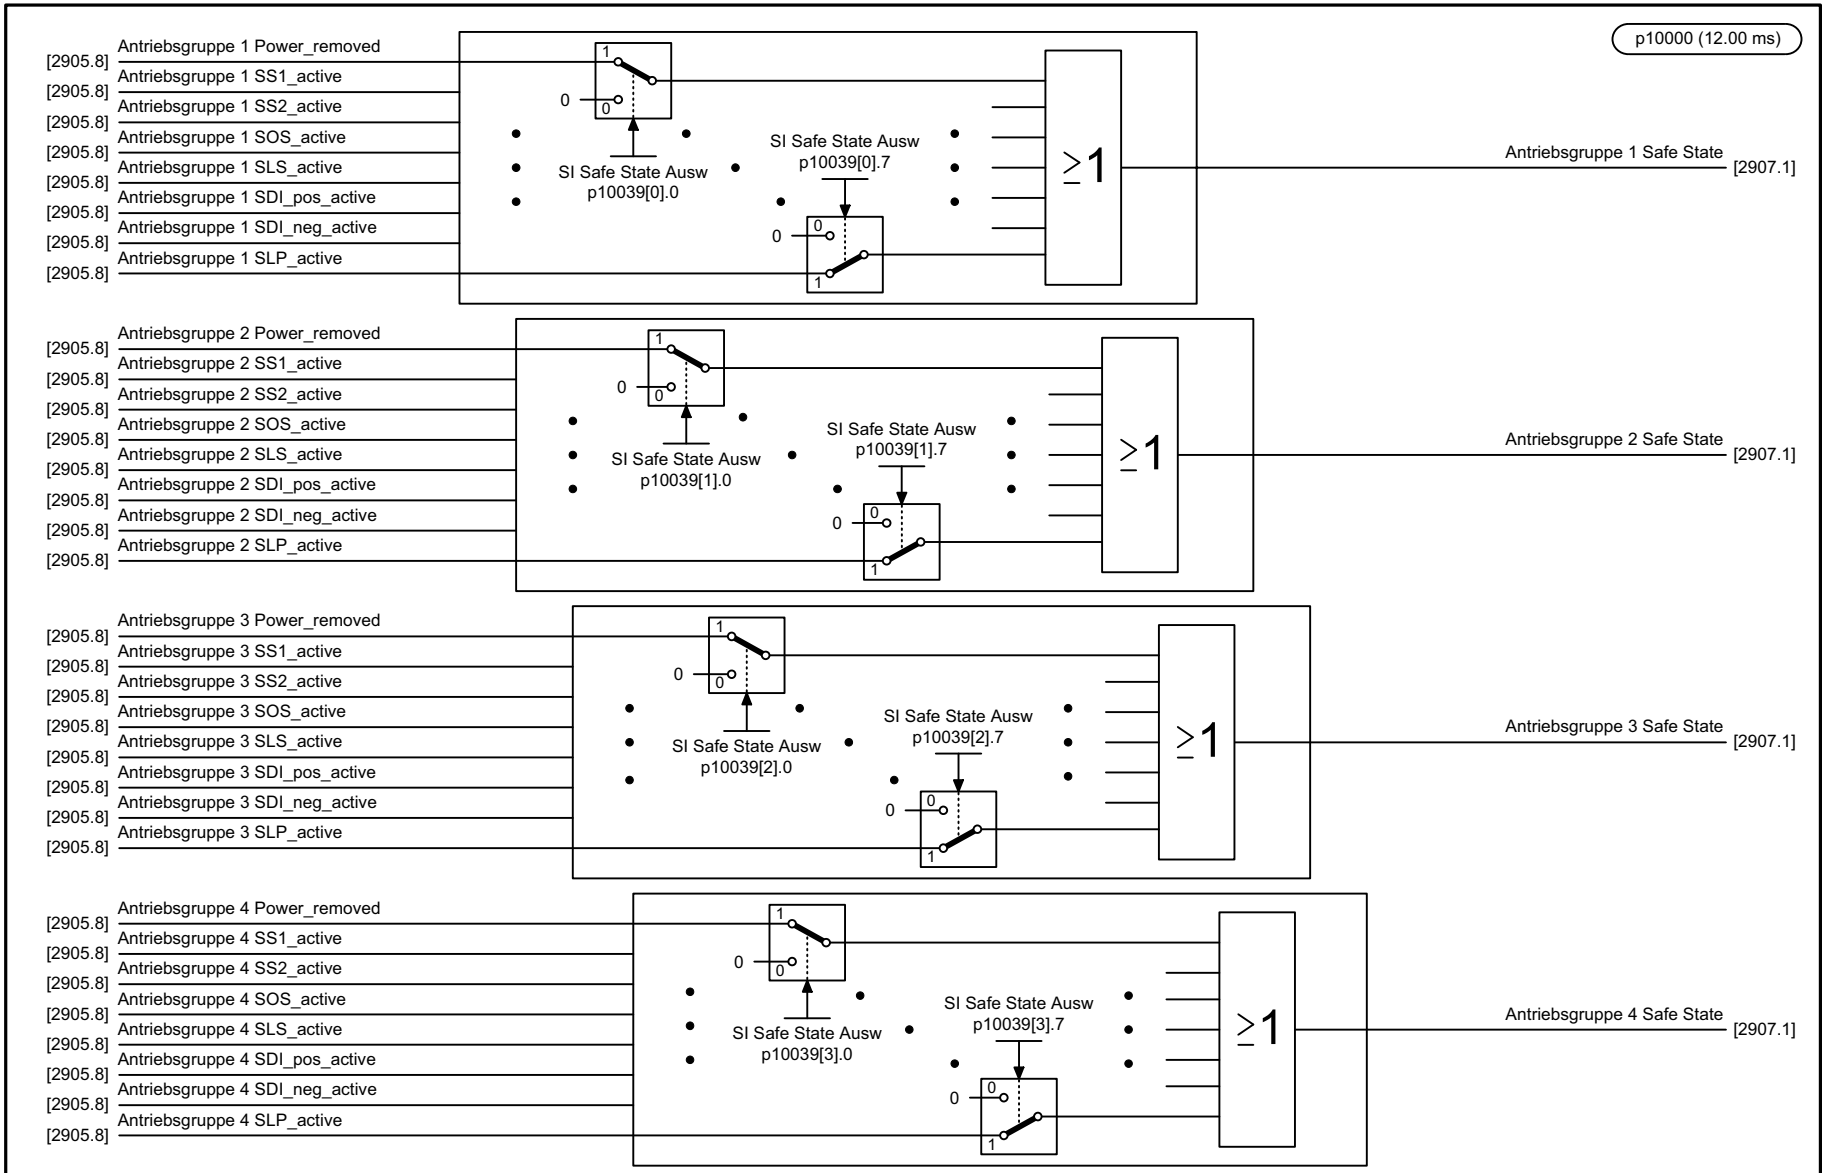 p10000 (12.00 ms)
Antriebsgruppe 1 Power_removed
[2905.8]
Antriebsgruppe 1 SS1_active
[2905.8]
Antriebsgruppe 1 SS2_active
[2905.8]
Antriebsgruppe 1 SOS_active
[2905.8]
Antriebsgruppe 1 SLS_active
[2905.8]
Antriebsgruppe 1 SDI_pos_active
[2905.8]
Antriebsgruppe 1 SDI_neg_active
[2905.8]
Antriebsgruppe 1 SLP_active
[2905.8]
1
0
0
SI Safe State Ausw
p10039[0].0
SI Safe State Ausw
p10039[0].7
0
0
1
≥1
Antriebsgruppe 1 Safe State
[2907.1]
Antriebsgruppe 2 Power_removed
[2905.8]
Antriebsgruppe 2 SS1_active
[2905.8]
Antriebsgruppe 2 SS2_active
[2905.8]
Antriebsgruppe 2 SOS_active
[2905.8]
Antriebsgruppe 2 SLS_active
[2905.8]
Antriebsgruppe 2 SDI_pos_active
[2905.8]
Antriebsgruppe 2 SDI_neg_active
[2905.8]
Antriebsgruppe 2 SLP_active
[2905.8]
1
0
0
SI Safe State Ausw
p10039[1].0
SI Safe State Ausw
p10039[1].7
0
0
1
≥1
Antriebsgruppe 2 Safe State
[2907.1]
Antriebsgruppe 3 Power_removed
[2905.8]
Antriebsgruppe 3 SS1_active
[2905.8]
Antriebsgruppe 3 SS2_active
[2905.8]
Antriebsgruppe 3 SOS_active
[2905.8]
Antriebsgruppe 3 SLS_active
[2905.8]
Antriebsgruppe 3 SDI_pos_active
[2905.8]
Antriebsgruppe 3 SDI_neg_active
[2905.8]
Antriebsgruppe 3 SLP_active
[2905.8]
1
0
0
SI Safe State Ausw
p10039[2].0
SI Safe State Ausw
p10039[2].7
0
0
1
≥1
Antriebsgruppe 3 Safe State
[2907.1]
Antriebsgruppe 4 Power_removed
[2905.8]
Antriebsgruppe 4 SS1_active
[2905.8]
Antriebsgruppe 4 SS2_active
[2905.8]
Antriebsgruppe 4 SOS_active
[2905.8]
Antriebsgruppe 4 SLS_active
[2905.8]
Antriebsgruppe 4 SDI_pos_active
[2905.8]
Antriebsgruppe 4 SDI_neg_active
[2905.8]
Antriebsgruppe 4 SLP_active
[2905.8]
1
0
0
SI Safe State Ausw
p10039[3].0
SI Safe State Ausw
p10039[3].7
0
0
1
≥1
Antriebsgruppe 4 Safe State
[2907.1]